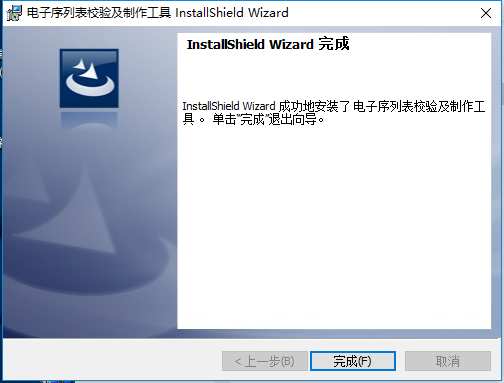 电子序列表校验及制作工具 InstallShield Wizard
InstallShield Wizard 完成
InstallShield Wizard 成功地安装了 电子序列表校验及制作工
具 。 单击“完成”退出向导。
< 上一步(B)
完成(F)
取消